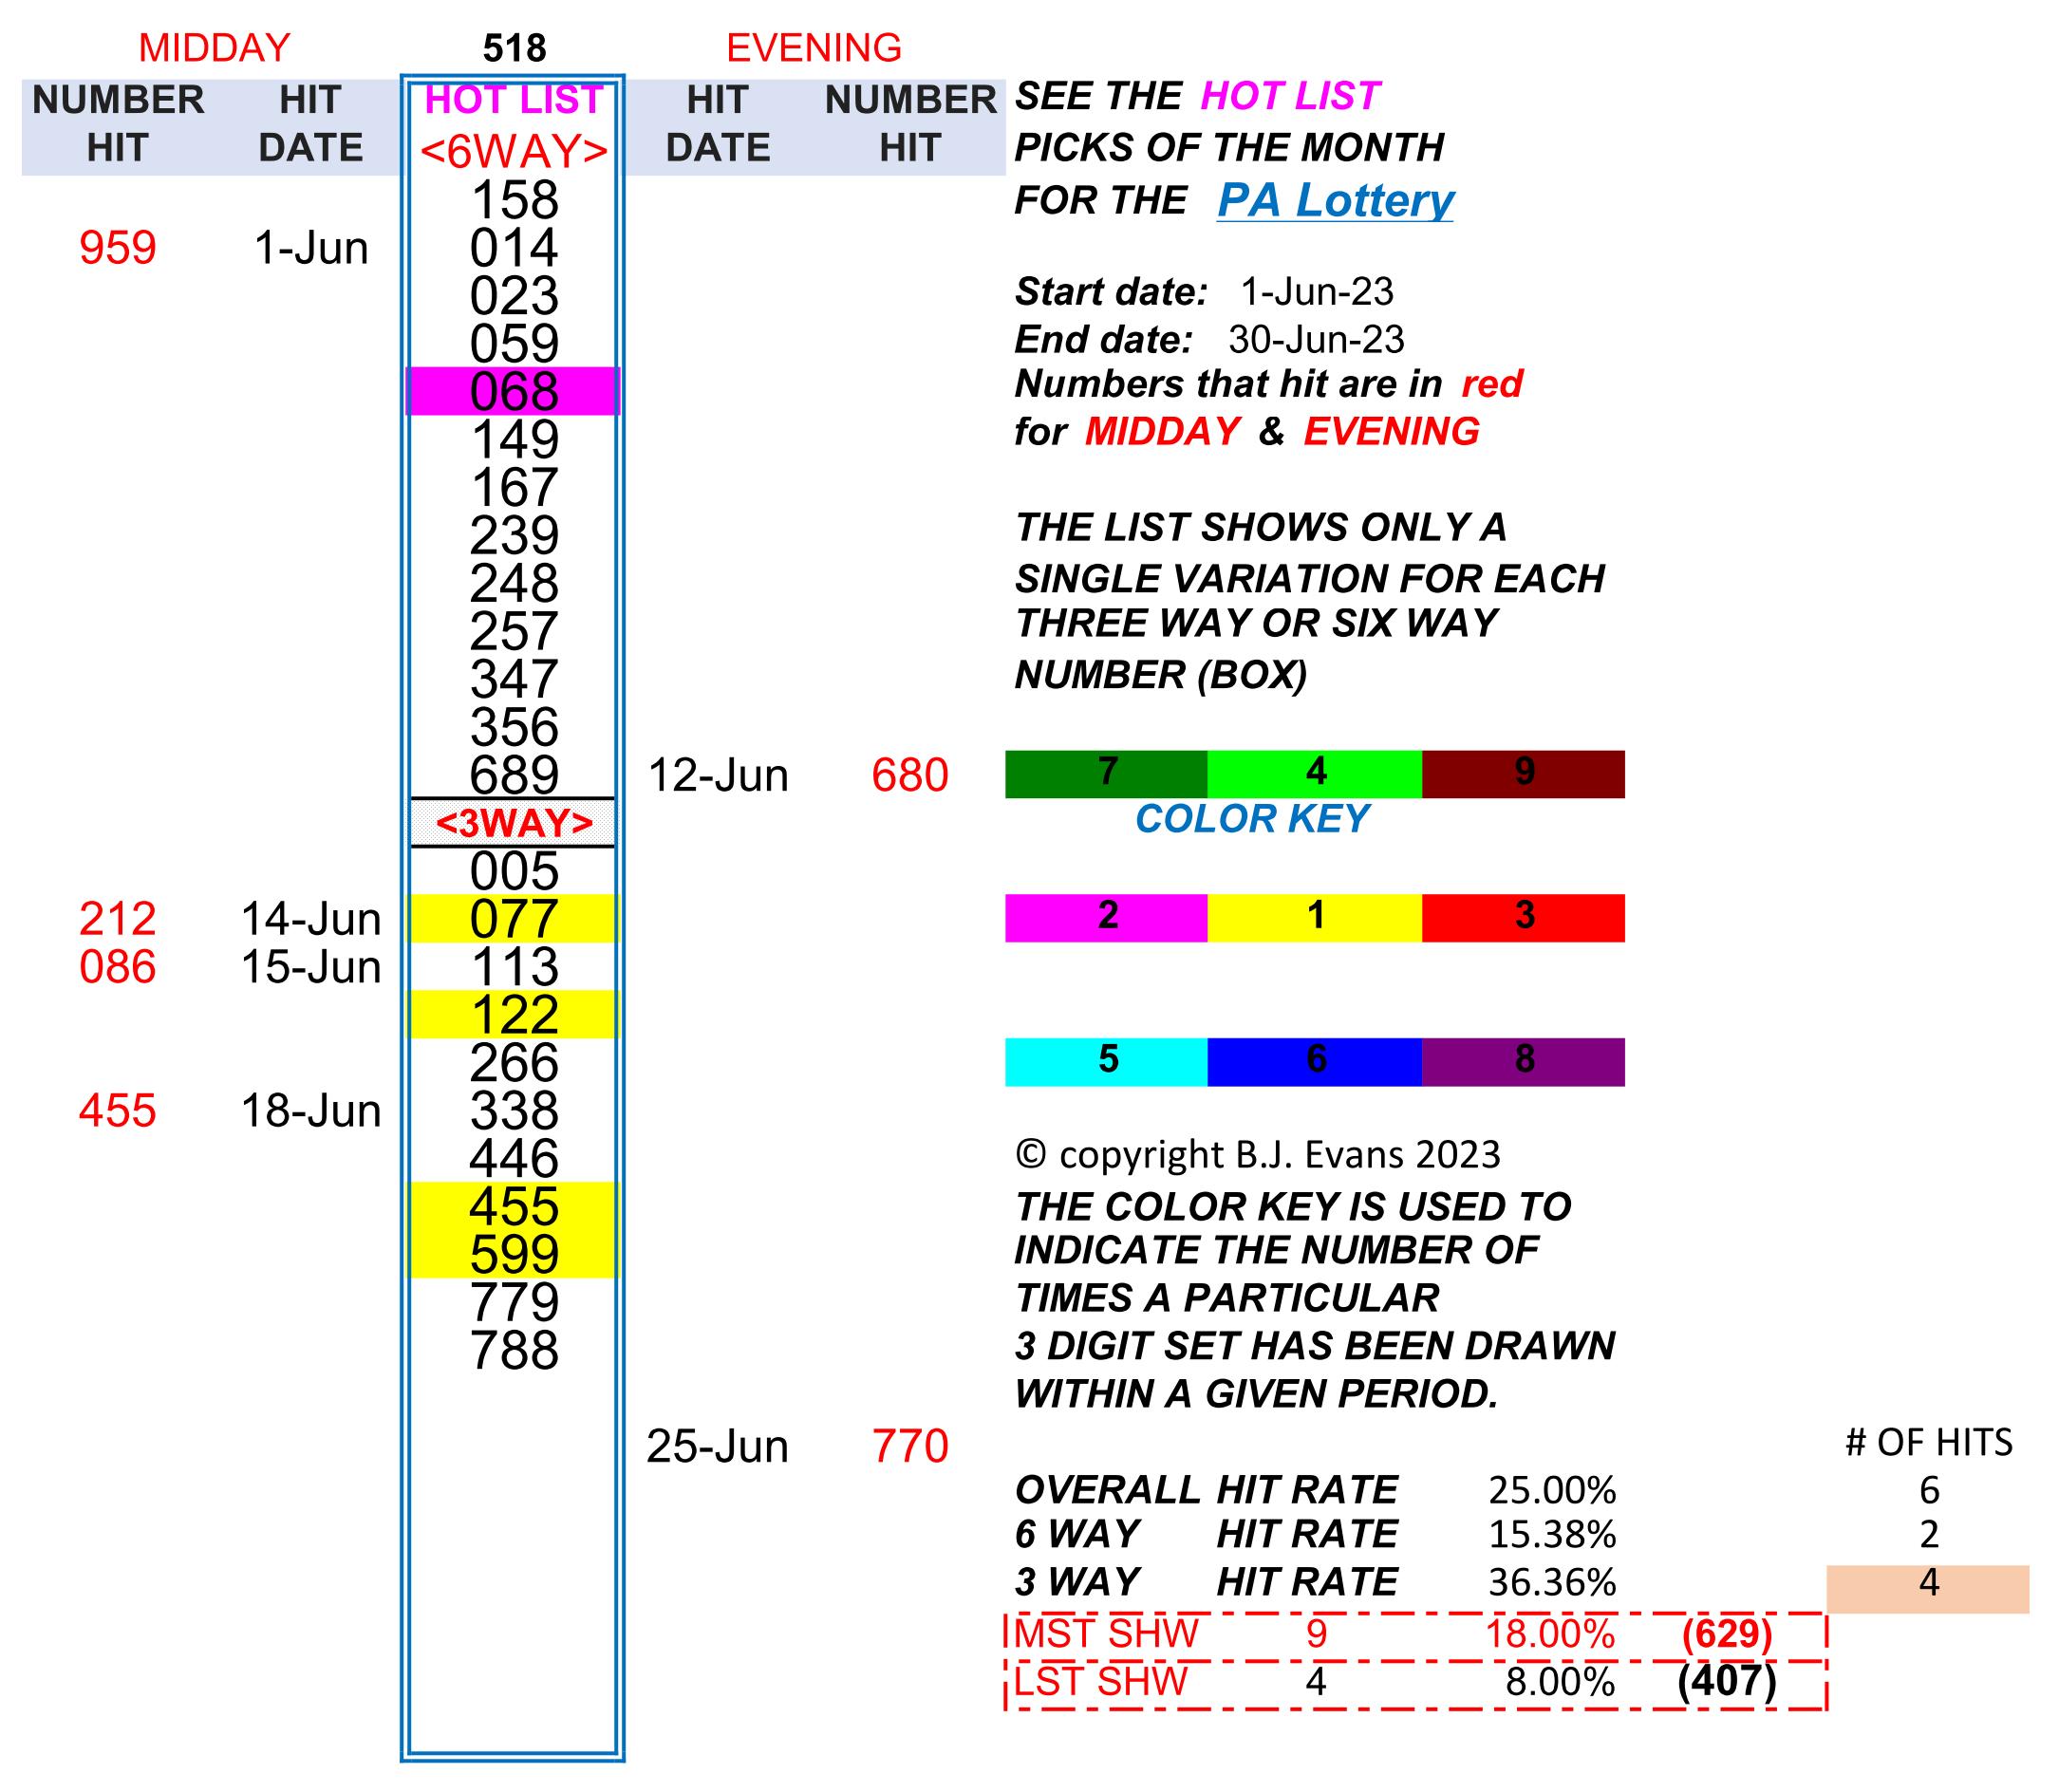 MIDDAY 518 EVENING
NUMBER HIT HOT LIST HIT NUMBER SEE THE HOT LIST
HIT DATE <6WAY> DATE HIT PICKS OF THE MONTH
158 FOR THE PA Lottery
959 1-Jun 014
023 Start date: 1-Jun-23
059 End date: 30-Jun-23
068 Numbers that hit are in red
149 for MIDDAY & EVENING
167
239 THE LIST SHOWS ONLY A
248 SINGLE VARIATION FOR EACH
257 THREE WAY OR SIX WAY
347 NUMBER (BOX)
356
689 12-Jun 680 7 4 9
<3WAY> COLOR KEY
005
212 14-Jun 077 2 1 3
086 15-Jun 113
122
266 5 6 8
455 18-Jun 338
446 © copyright B.J. Evans 2023
455 THE COLOR KEY IS USED TO
599 INDICATE THE NUMBER OF
779 TIMES A PARTICULAR
788 3 DIGIT SET HAS BEEN DRAWN
WITHIN A GIVEN PERIOD.
25-Jun 770 # OF HITS
OVERALL HIT RATE 25.00% 6
6 WAY HIT RATE 15.38% 2
3 WAY HIT RATE 36.36% 4
MST SHW 9 18.00% (629)
LST SHW 4 8.00% (407)